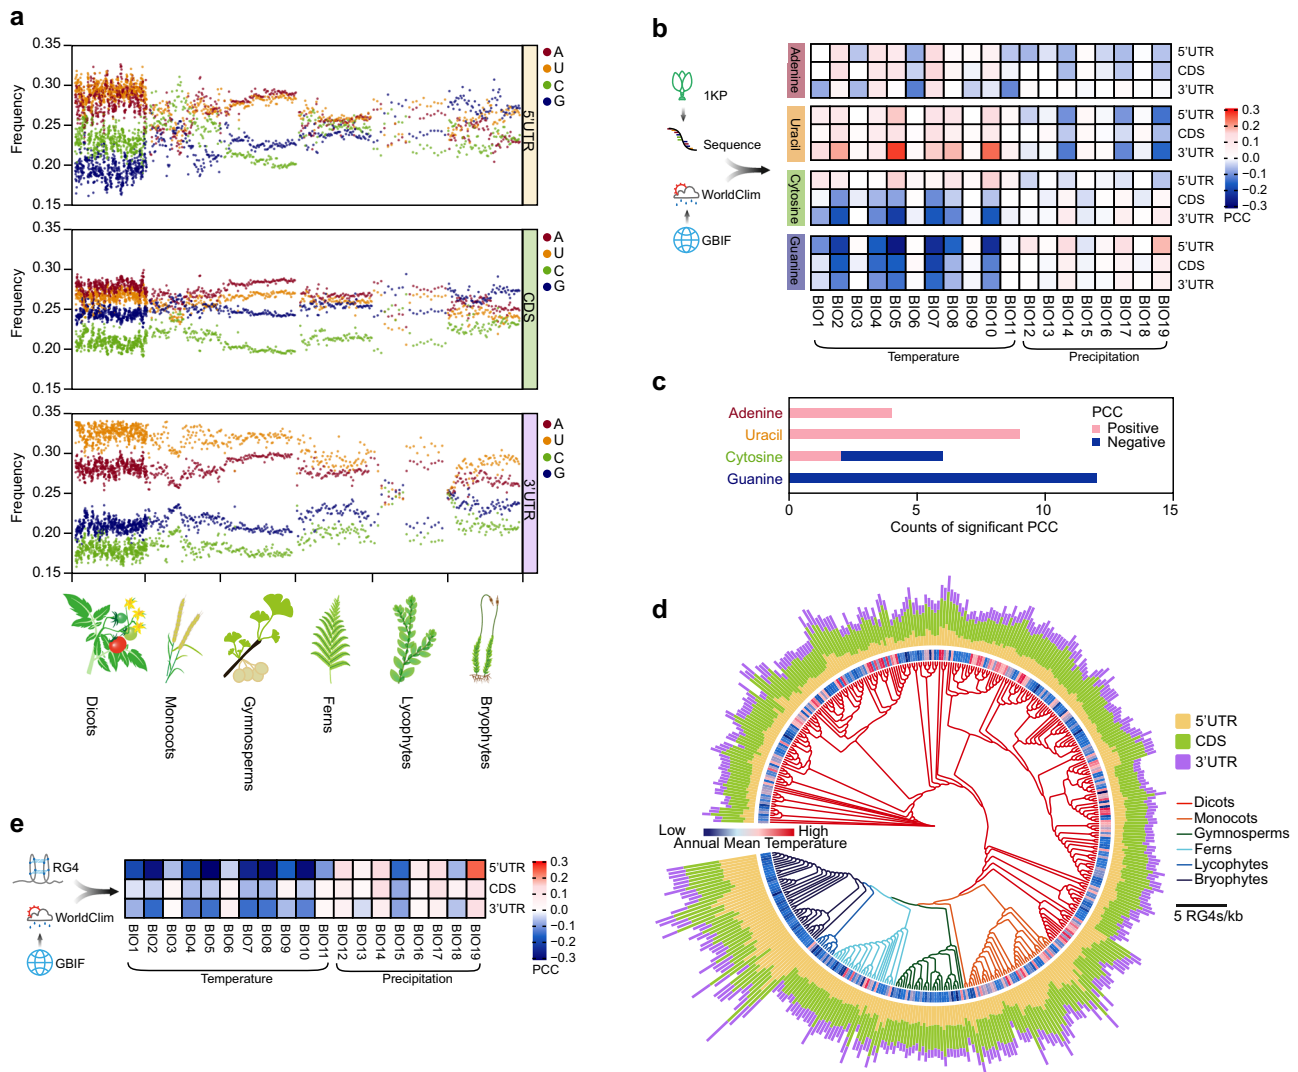 a
0.35
0.30
0.25
0.20
0.15
Frequency
5'UTR
A
U
C
G
0.35
0.30
0.25
0.20
0.15
Frequency
CDS
A
U
C
G
0.35
0.30
0.25
0.20
0.15
Frequency
3'UTR
A
U
C
G
Dicots
Monocots
Gymnosperms
Ferns
Lycophytes
Bryophytes
b
1KP
Sequence
WorldClim
GBIF
Adenine
5'UTR
CDS
3'UTR
Uracil
5'UTR
CDS
3'UTR
Cytosine
5'UTR
CDS
3'UTR
Guanine
5'UTR
CDS
3'UTR
BIO1
BIO2
BIO3
BIO4
BIO5
BIO6
BIO7
BIO8
BIO9
BIO10
BIO11
BIO12
BIO13
BIO14
BIO15
BIO16
BIO17
BIO18
BIO19
Temperature
Precipitation
0.3
0.2
0.1
0.0
−0.1
−0.2
−0.3
PCC
c
Adenine
Uracil
Cytosine
Guanine
PCC
Positive
Negative
0 5 10 15
Counts of significant PCC
d
5'UTR
CDS
3'UTR
Dicots
Monocots
Gymnosperms
Ferns
Lycophytes
Bryophytes
5 RG4s/kb
Low High
Annual Mean Temperature
e
RG4
WorldClim
GBIF
5'UTR
CDS
3'UTR
BIO1
BIO2
BIO3
BIO4
BIO5
BIO6
BIO7
BIO8
BIO9
BIO10
BIO11
BIO12
BIO13
BIO14
BIO15
BIO16
BIO17
BIO18
BIO19
Temperature
Precipitation
0.3
0.2
0.1
0.0
−0.1
−0.2
−0.3
PCC